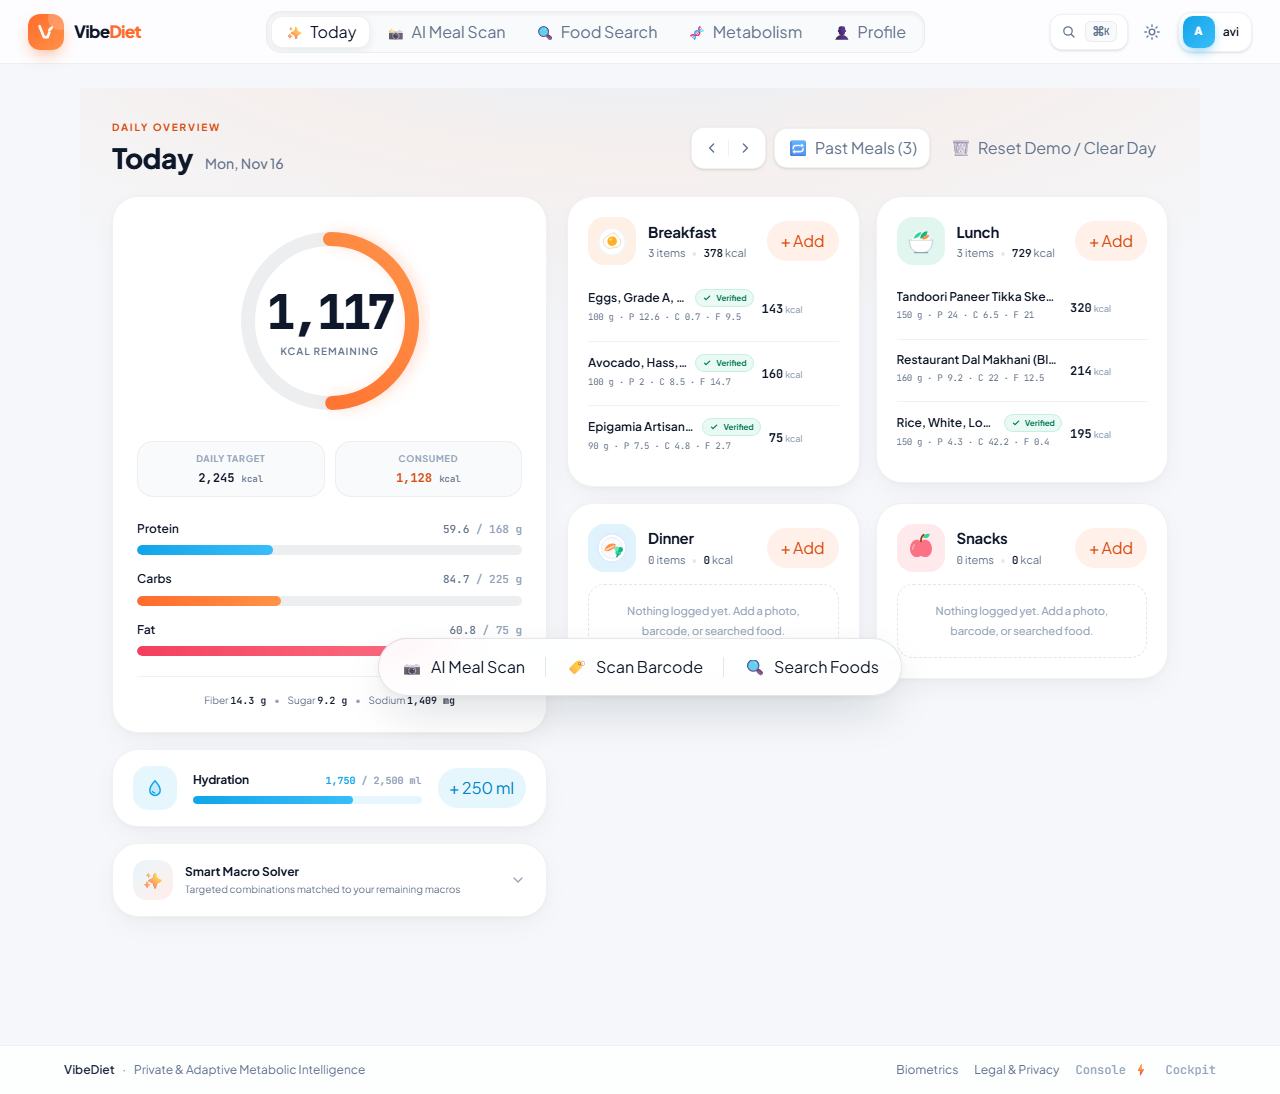 VibeDiet
Today
AI Meal Scan
Food Search
Metabolism
Profile
⌘K
A
avi
DAILY OVERVIEW
Today Mon, Nov 16
Past Meals (3)
Reset Demo / Clear Day
1,117
KCAL REMAINING
DAILY TARGET
2,245 kcal
CONSUMED
1,128 kcal
Protein 59.6 / 168 g
Carbs 84.7 / 225 g
Fat 60.8 / 75 g
Fiber 14.3 g • Sugar 9.2 g • Sodium 1,409 mg
Hydration 1,750 / 2,500 ml
+ 250 ml
Smart Macro Solver
Targeted combinations matched to your remaining macros
Breakfast
3 items • 378 kcal
+ Add
Eggs, Grade A, ... ✓ Verified 143 kcal
100 g · P 12.6 · C 0.7 · F 9.5
Avocado, Hass,... ✓ Verified 160 kcal
100 g · P 2 · C 8.5 · F 14.7
Epigamia Artisan... ✓ Verified 75 kcal
90 g · P 7.5 · C 4.8 · F 2.7
Lunch
3 items • 729 kcal
+ Add
Tandoori Paneer Tikka Ske... 320 kcal
150 g · P 24 · C 6.5 · F 21
Restaurant Dal Makhani (Bl... 214 kcal
160 g · P 9.2 · C 22 · F 12.5
Rice, White, Lo... ✓ Verified 195 kcal
150 g · P 4.3 · C 42.2 · F 0.4
Dinner
0 items • 0 kcal
+ Add
Nothing logged yet. Add a photo,
barcode, or searched food.
Snacks
0 items • 0 kcal
+ Add
Nothing logged yet. Add a photo,
barcode, or searched food.
AI Meal Scan
Scan Barcode
Search Foods
VibeDiet · Private & Adaptive Metabolic Intelligence
Biometrics Legal & Privacy Console ⚡ Cockpit